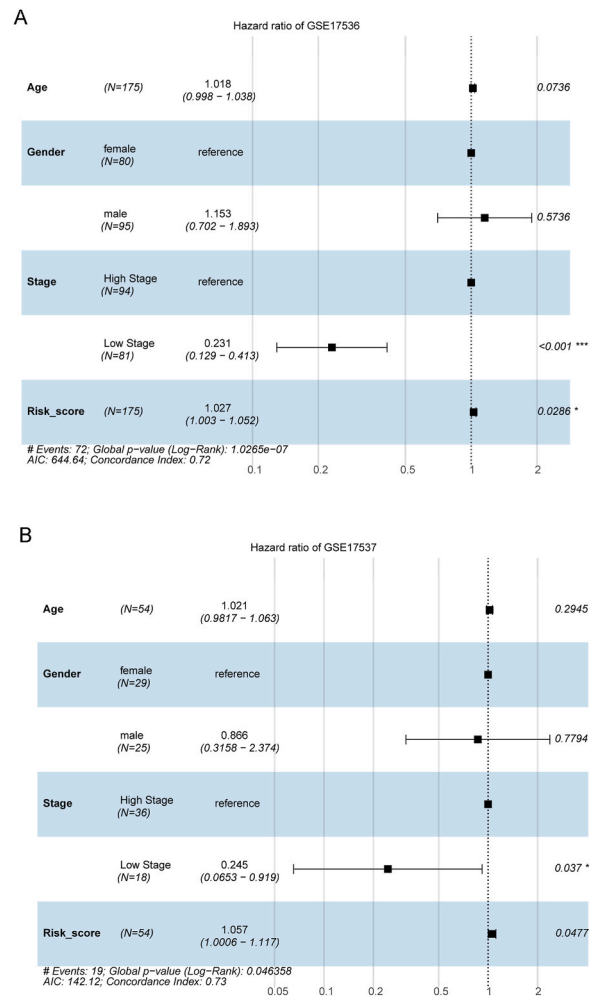 A
Hazard ratio of GSE17536
Age (N=175) 1.018 0.0736
(0.998 − 1.038)
Gender female reference
(N=80)
male 1.153 0.5736
(N=95) (0.702 − 1.893)
Stage High Stage reference
(N=94)
Low Stage 0.231 <0.001 ***
(N=81) (0.129 − 0.413)
Risk_score (N=175) 1.027 0.0286 *
(1.003 − 1.052)
# Events: 72; Global p−value (Log−Rank): 1.0265e−07
AIC: 644.64; Concordance Index: 0.72
0.1 0.2 0.5 1 2
B
Hazard ratio of GSE17537
Age (N=54) 1.021 0.2945
(0.9817 − 1.063)
Gender female reference
(N=29)
male 0.866 0.7794
(N=25) (0.3158 − 2.374)
Stage High Stage reference
(N=36)
Low Stage 0.245 0.037 *
(N=18) (0.0653 − 0.919)
Risk_score (N=54) 1.057 0.0477
(1.0006 − 1.117)
# Events: 19; Global p−value (Log−Rank): 0.046358
AIC: 142.12; Concordance Index: 0.73
0.05 0.1 0.2 0.5 1 2